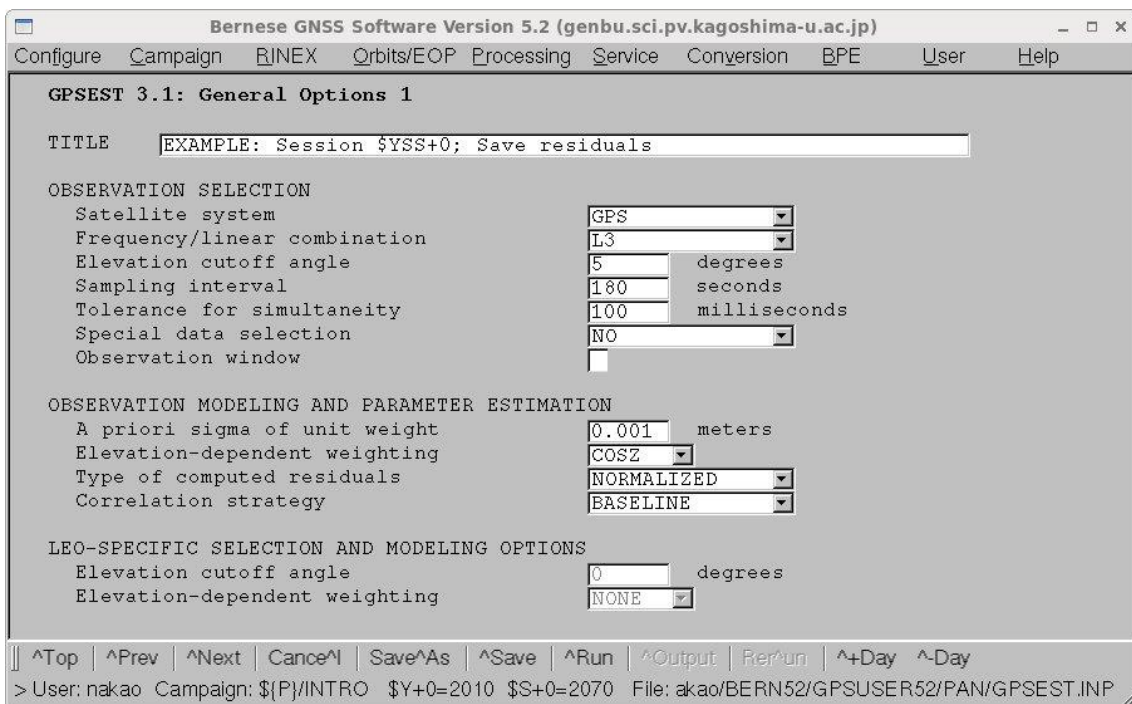 Bernese GNSS Software Version 5.2 (genbu.sci.pv.kagoshima-u.ac.jp)
Configure Campaign RINEX Orbits/EOP Processing Service Conversion BPE User Help
GPSEST 3.1: General Options 1
TITLE EXAMPLE: Session $YSS+0; Save residuals
OBSERVATION SELECTION
Satellite system GPS
Frequency/linear combination L3
Elevation cutoff angle 5 degrees
Sampling interval 180 seconds
Tolerance for simultaneity 100 milliseconds
Special data selection NO
Observation window
OBSERVATION MODELING AND PARAMETER ESTIMATION
A priori sigma of unit weight 0.001 meters
Elevation-dependent weighting COSZ
Type of computed residuals NORMALIZED
Correlation strategy BASELINE
LEO-SPECIFIC SELECTION AND MODELING OPTIONS
Elevation cutoff angle 0 degrees
Elevation-dependent weighting NONE
^Top | ^Prev | ^Next | Cance^l | Save^As | ^Save | ^Run | ^Output | Rer^un | ^+Day ^-Day
> User: nakao Campaign: ${P}/INTRO $Y+0=2010 $S+0=2070 File: akao/BERN52/GPSUSER52/PAN/GPSEST.INP